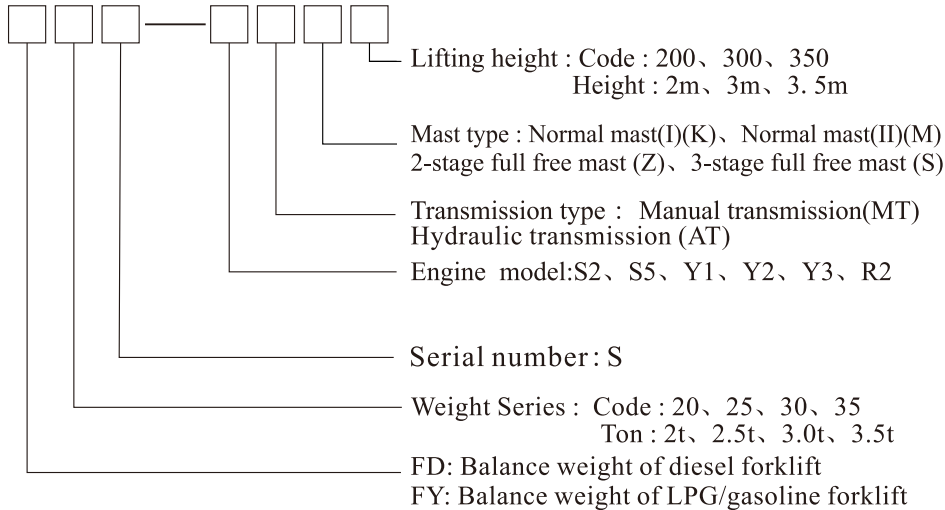 Lifting height : Code : 200、300、350
Height : 2m、3m、3. 5m
Mast type : Normal mast(I)(K)、Normal mast(II)(M)
2-stage full free mast (Z)、3-stage full free mast (S)
Transmission type : Manual transmission(MT)
Hydraulic transmission (AT)
Engine model:S2、S5、Y1、Y2、Y3、R2
Serial number: S
Weight Series : Code : 20、25、30、35
Ton : 2t、2.5t、3.0t、3.5t
FD: Balance weight of diesel forklift
FY: Balance weight of LPG/gasoline forklift